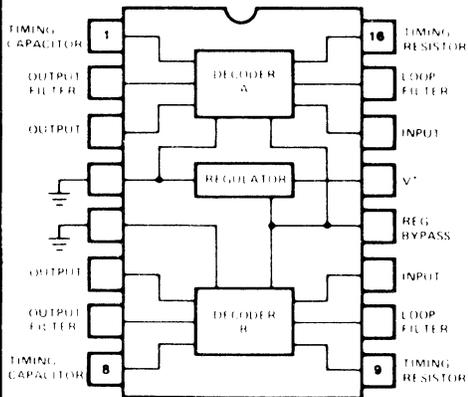 TIMING
CAPACITOR
1
16
TIMING
RESISTOR
OUTPUT
FILTER
DECODER
A
LOOP
FILTER
OUTPUT
INPUT
REGULATOR
V+
REG
BYPASS
OUTPUT
INPUT
OUTPUT
FILTER
DECODER
B
LOOP
FILTER
TIMING
CAPACITOR
8
9
TIMING
RESISTOR